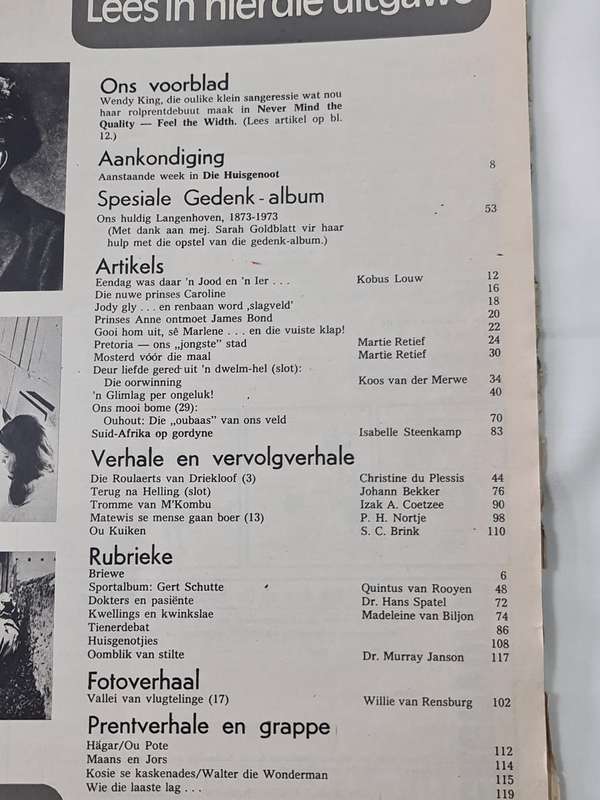 Lees in hierdie uitgawe
Ons voorblad
Wendy King, die oulike klein sangeressie wat nou
haar rolprentdebuut maak in Never Mind the
Quality — Feel the Width. (Lees artikel op bl.
12.)
Aankondiging 8
Aanstaande week in Die Huisgenoot
Spesiale Gedenk-album 53
Ons huldig Langenhoven, 1873-1973
(Met dank aan mej. Sarah Goldblatt vir haar
hulp met die opstel van die gedenk-album.)
Artikels
Eendag was daar 'n Jood en 'n Ier . . . Kobus Louw 12
Die nuwe prinses Caroline 16
Jody gly . . . en renbaan word ‚slagveld' 18
Prinses Anne ontmoet James Bond 20
Gooi hom uit, sê Marlene . . . en die vuiste klap! 22
Pretoria — ons „jongste" stad Martie Retief 24
Mosterd vóór die maal Martie Retief 30
Deur liefde gered uit 'n dwelm-hel (slot):
Die oorwinning Koos van der Merwe 34
'n Glimlag per ongeluk! 40
Ons mooi bome (29):
Ouhout: Die „oubaas" van ons veld 70
Suid-Afrika op gordyne Isabelle Steenkamp 83
Verhale en vervolgverhale
Die Roulaerts van Driekloof (3) Christine du Plessis 44
Terug na Helling (slot) Johann Bekker 76
Tromme van M'Kombu Izak A. Coetzee 90
Matewis se mense gaan boer (13) P. H. Nortje 98
Ou Kuiken S. C. Brink 110
Rubrieke
Briewe 6
Sportalbum: Gert Schutte Quintus van Rooyen 48
Dokters en pasiënte Dr. Hans Spatel 72
Kwellings en kwinkslae Madeleine van Biljon 74
Tienerdebat 86
Huisgenotjies 108
Oomblik van stilte Dr. Murray Janson 117
Fotoverhaal
Vallei van vlugtelinge (17) Willie van Rensburg 102
Prentverhale en grappe
Hägar/Ou Pote 112
Maans en Jors 114
Kosie se kaskenades/Walter die Wonderman 115
Wie die laaste lag . . . 119